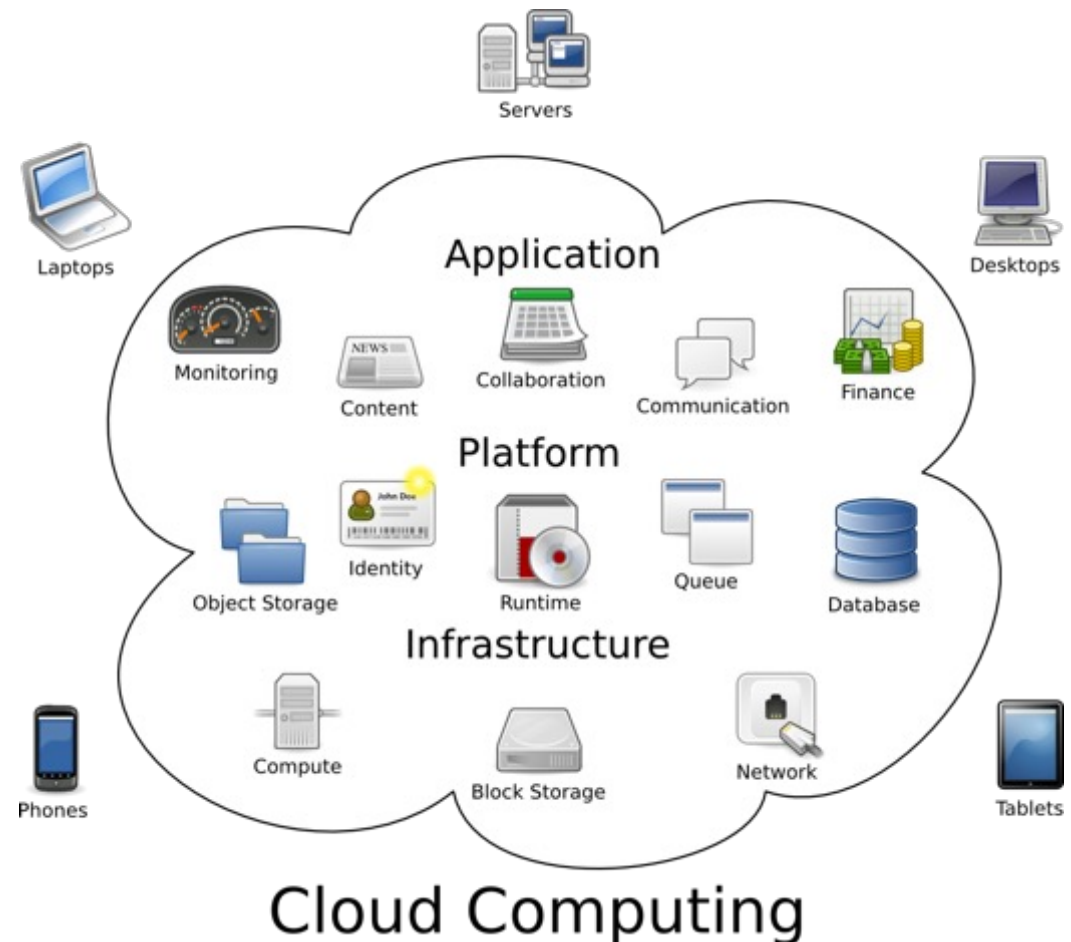 Servers
Laptops
Desktops
Application
Monitoring
NEWS
Content
Collaboration
Communication
Finance
Platform
John Doe
Object Storage
Identity
Runtime
Queue
Database
Infrastructure
Compute
Block Storage
Network
Phones
Tablets
Cloud Computing